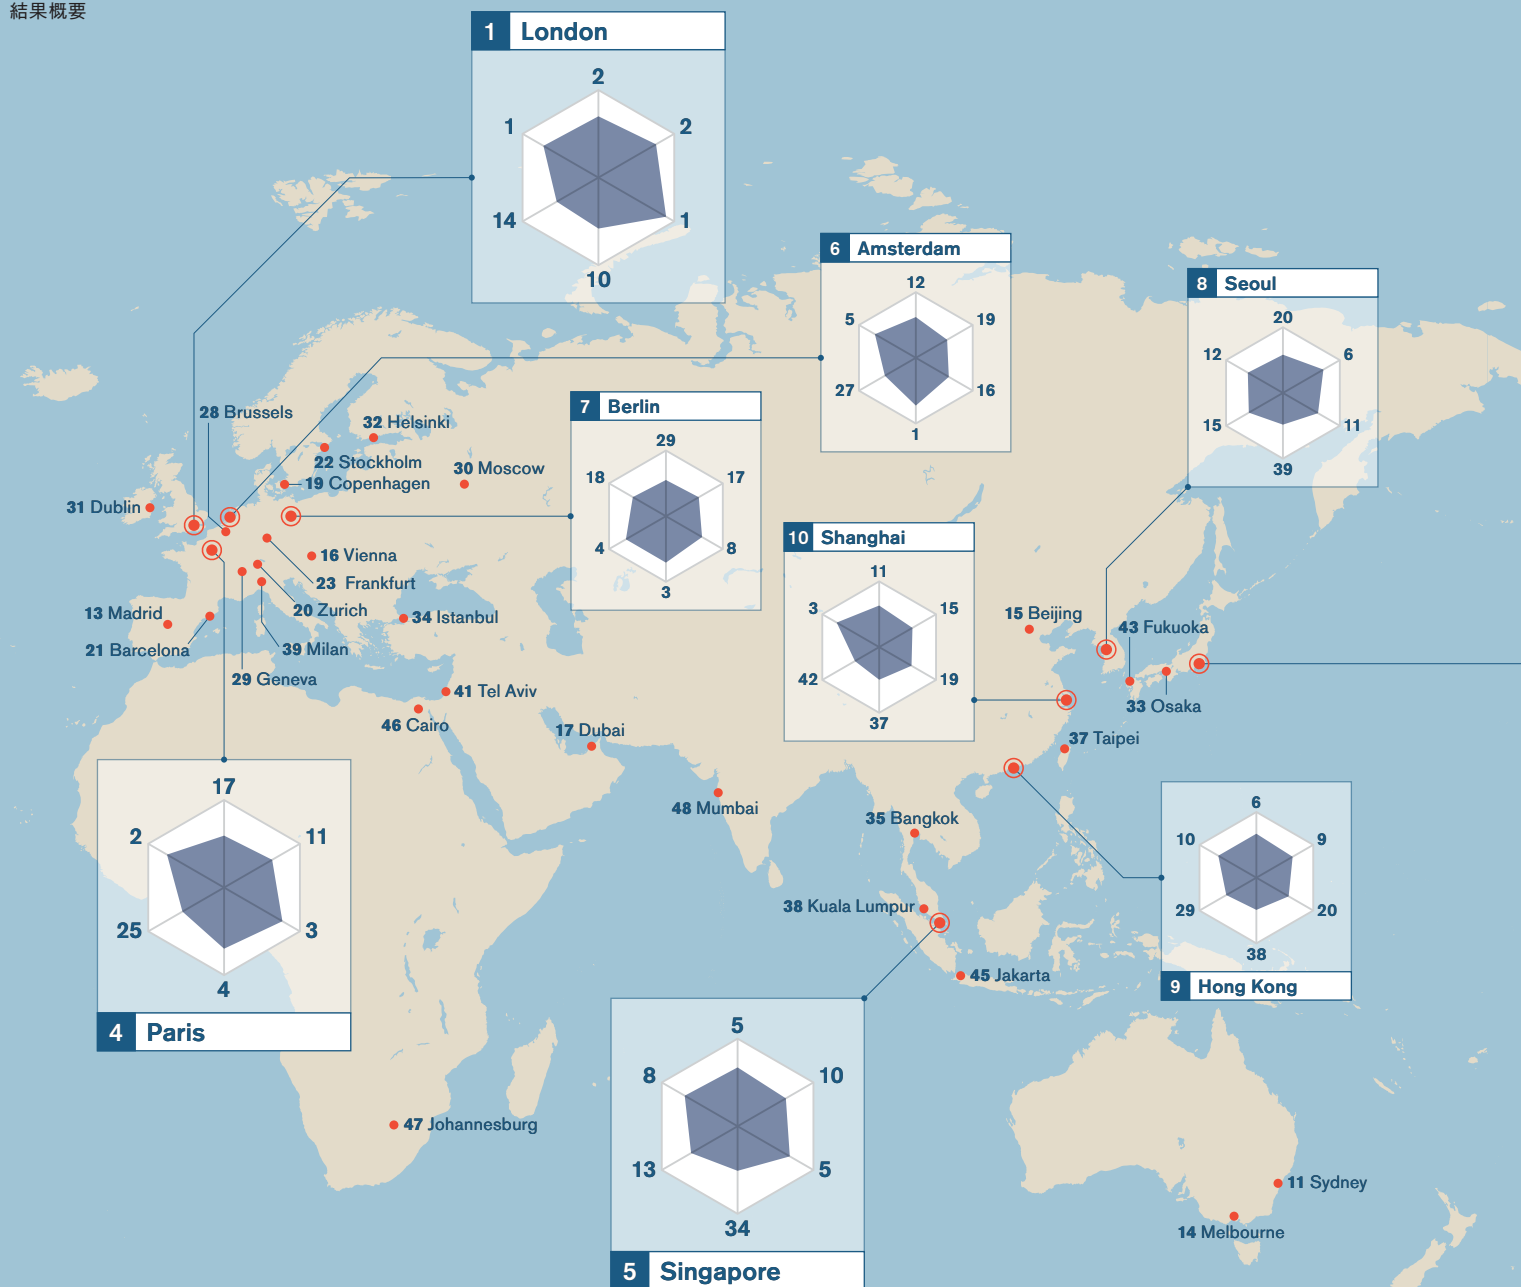 結果概要
1 London
2
1
2
14
1
10
6 Amsterdam
12
5
19
27
16
1
8 Seoul
20
12
6
15
11
39
7 Berlin
29
18
17
4
8
3
28 Brussels
32 Helsinki
22 Stockholm
30 Moscow
19 Copenhagen
31 Dublin
16 Vienna
23 Frankfurt
13 Madrid
20 Zurich
34 Istanbul
21 Barcelona
39 Milan
29 Geneva
41 Tel Aviv
46 Cairo
17 Dubai
10 Shanghai
11
3
15
42
19
37
15 Beijing
43 Fukuoka
33 Osaka
37 Taipei
48 Mumbai
35 Bangkok
38 Kuala Lumpur
45 Jakarta
17
2
11
25
3
4
4 Paris
6
10
9
29
20
38
9 Hong Kong
47 Johannesburg
5
8
10
13
5
34
5 Singapore
11 Sydney
14 Melbourne